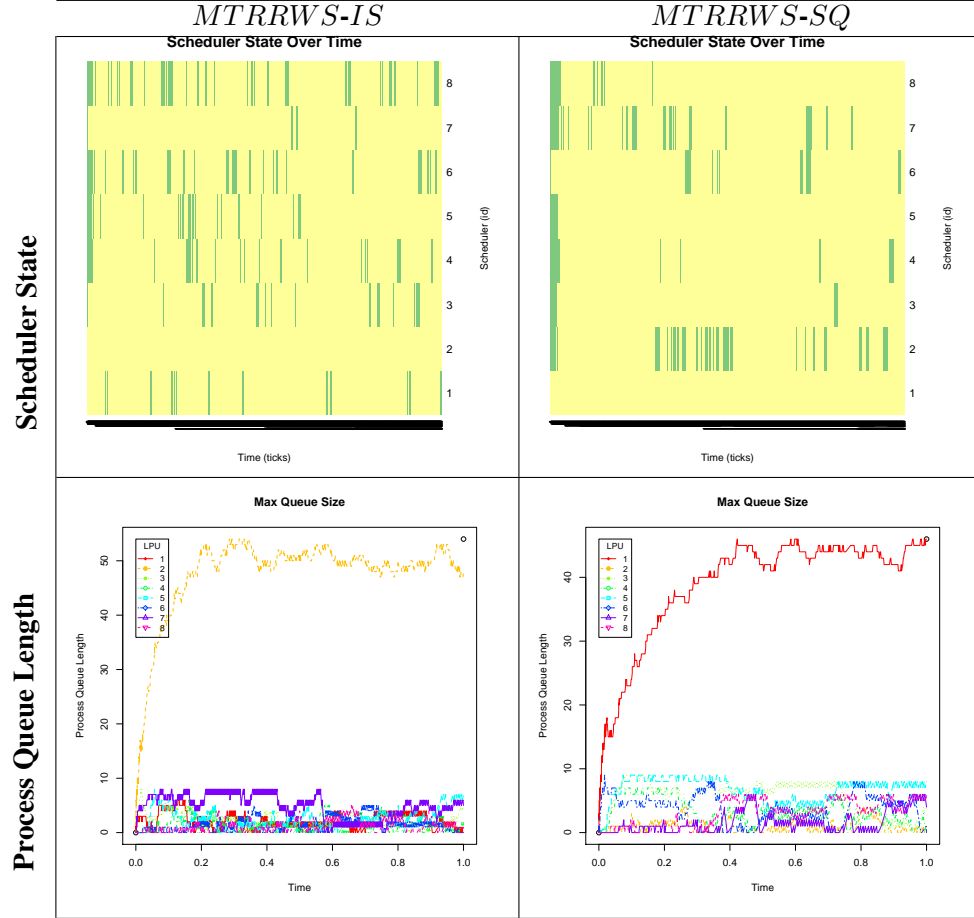 MTRRWS-IS
MTRRWS-SQ
Scheduler State
Scheduler State Over Time
8
7
6
5
4
3
2
1
Scheduler (id)
Time (ticks)
Scheduler State Over Time
8
7
6
5
4
3
2
1
Scheduler (id)
Time (ticks)
Process Queue Length
Max Queue Size
Process Queue Length
50
40
30
20
10
0
LPU
1
2
3
4
5
6
7
8
0.0 0.2 0.4 0.6 0.8 1.0
Time
Max Queue Size
Process Queue Length
40
30
20
10
0
LPU
1
2
3
4
5
6
7
8
0.0 0.2 0.4 0.6 0.8 1.0
Time